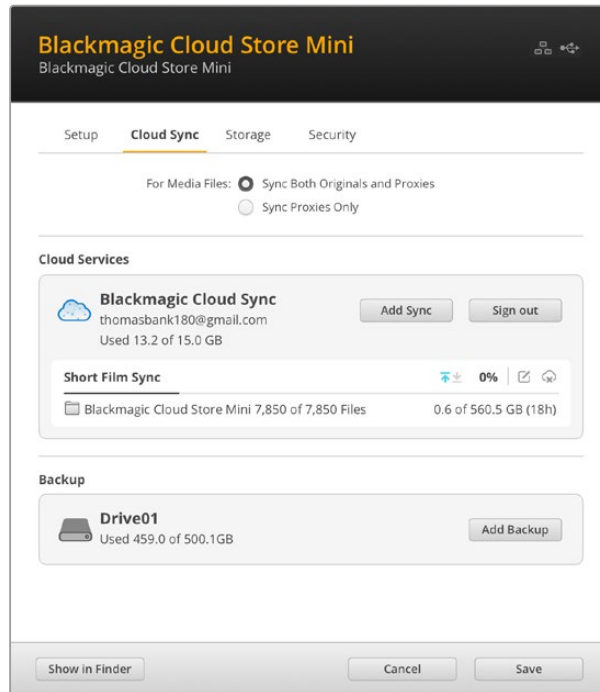 Blackmagic Cloud Store Mini
Blackmagic Cloud Store Mini
Setup Cloud Sync Storage Security
For Media Files: Sync Both Originals and Proxies
Sync Proxies Only
Cloud Services
Blackmagic Cloud Sync
thomasbank180@gmail.com
Used 13.2 of 15.0 GB
Add Sync Sign out
Short Film Sync 0%
Blackmagic Cloud Store Mini 7,850 of 7,850 Files 0.6 of 560.5 GB (18h)
Backup
Drive01
Used 459.0 of 500.1GB
Add Backup
Show in Finder Cancel Save